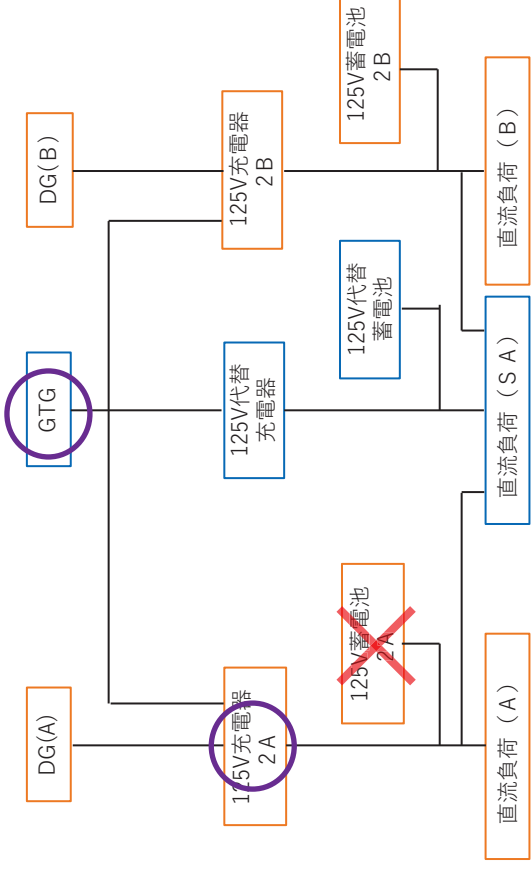 DG(A)
GTG
DG(B)
125V充電器
2A
125V代替
充電器
125V充電器
2B
125V蓄電池
2A
125V代替
蓄電池
125V蓄電池
2B
直流負荷（A）
直流負荷（SA）
直流負荷（B）